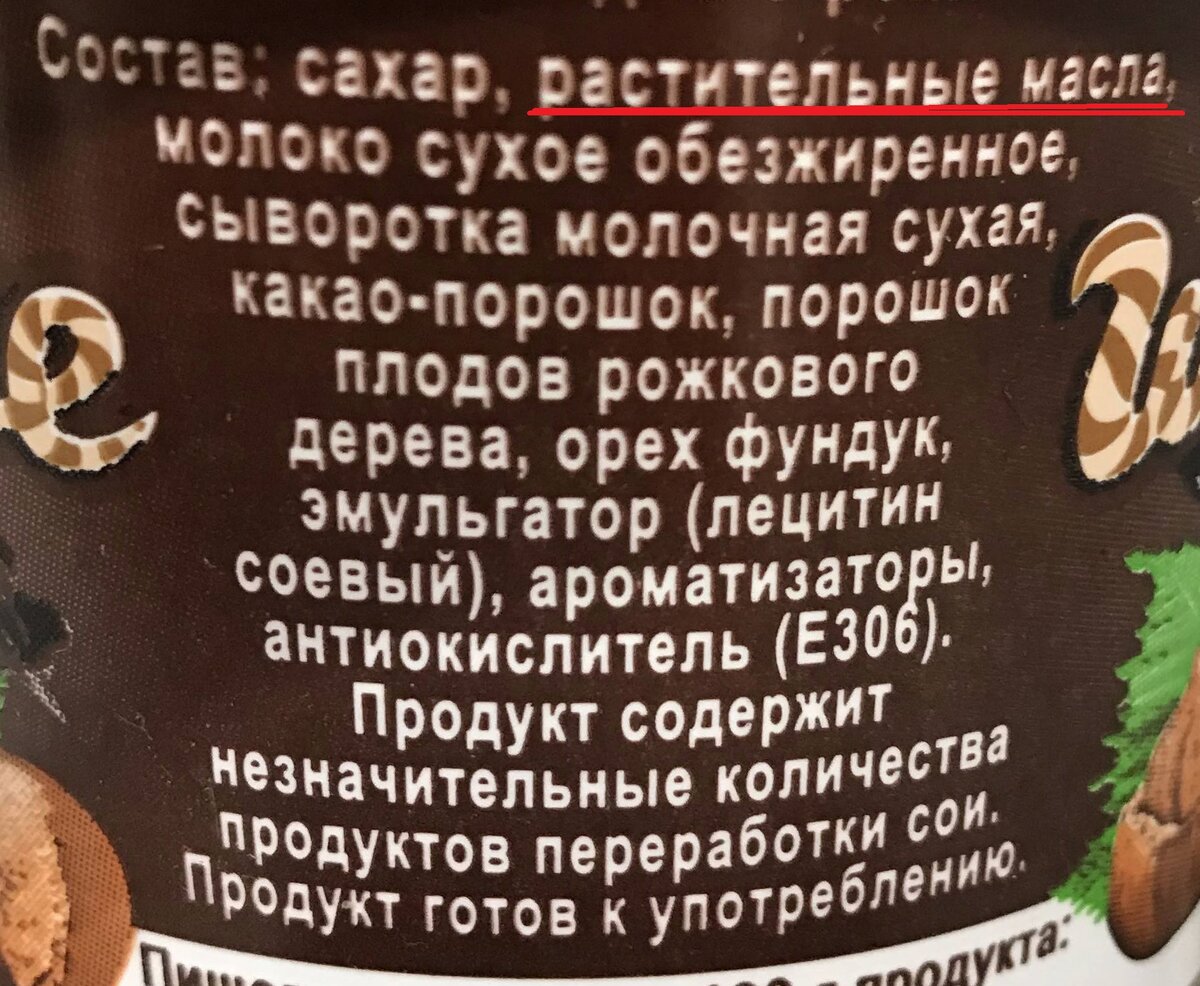 Состав: сахар, растительные масла,
молоко сухое обезжиренное,
сыворотка молочная сухая,
какао-порошок, порошок
плодов рожкового
дерева, орех фундук,
эмульгатор (лецитин
соевый), ароматизаторы,
антиокислитель (Е306).
Продукт содержит
незначительные количества
продуктов переработки сои.
Продукт готов к употреблению.
продукта: